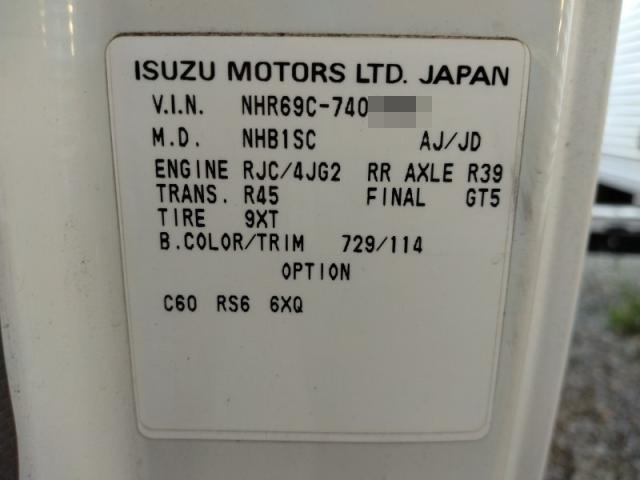 ISUZU MOTORS LTD. JAPAN
V.I.N. NHR69C-740
M.D. NHB1SC AJ/JD
ENGINE RJC/4JG2 RR AXLE R39
TRANS. R45 FINAL GT5
TIRE 9XT
B.COLOR/TRIM 729/114
OPTION
C60 RS6 6XQ